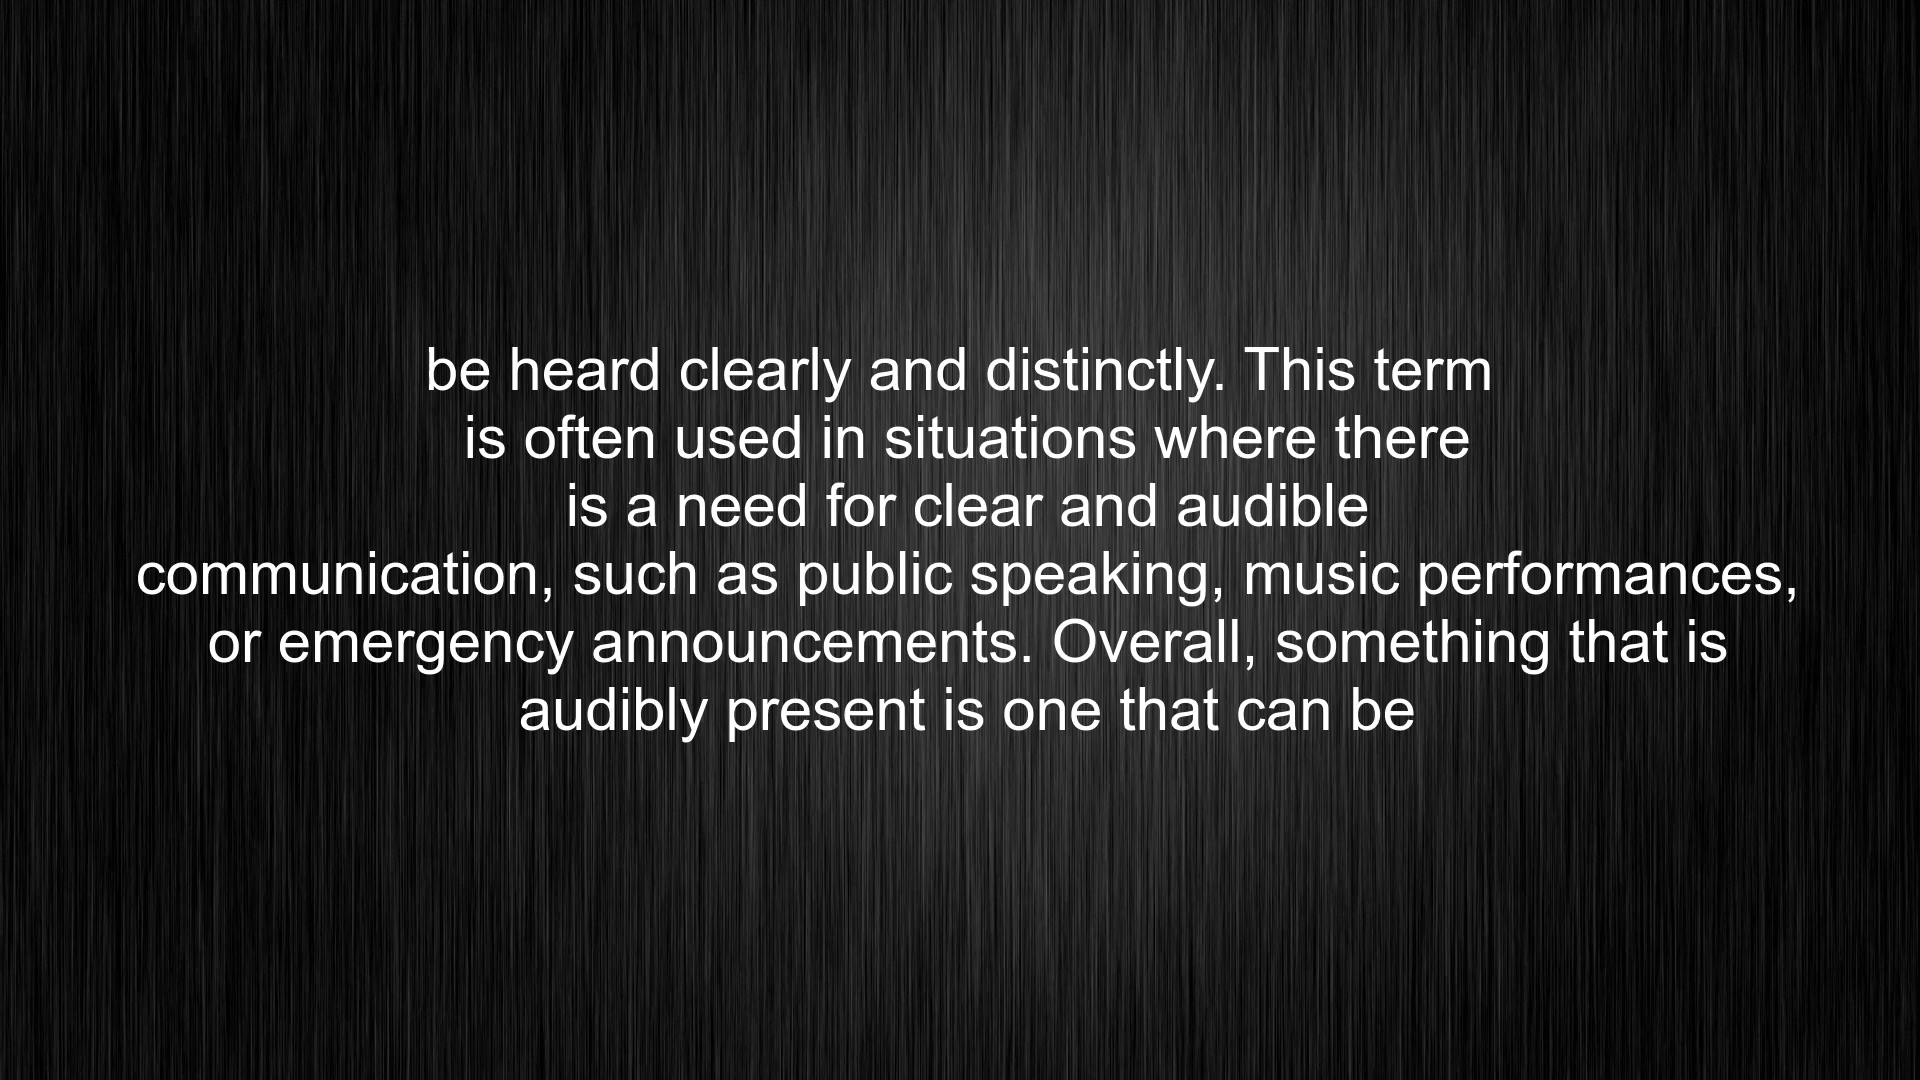 be heard clearly and distinctly. This term
is often used in situations where there
is a need for clear and audible
communication, such as public speaking, music performances,
or emergency announcements. Overall, something that is
audibly present is one that can be